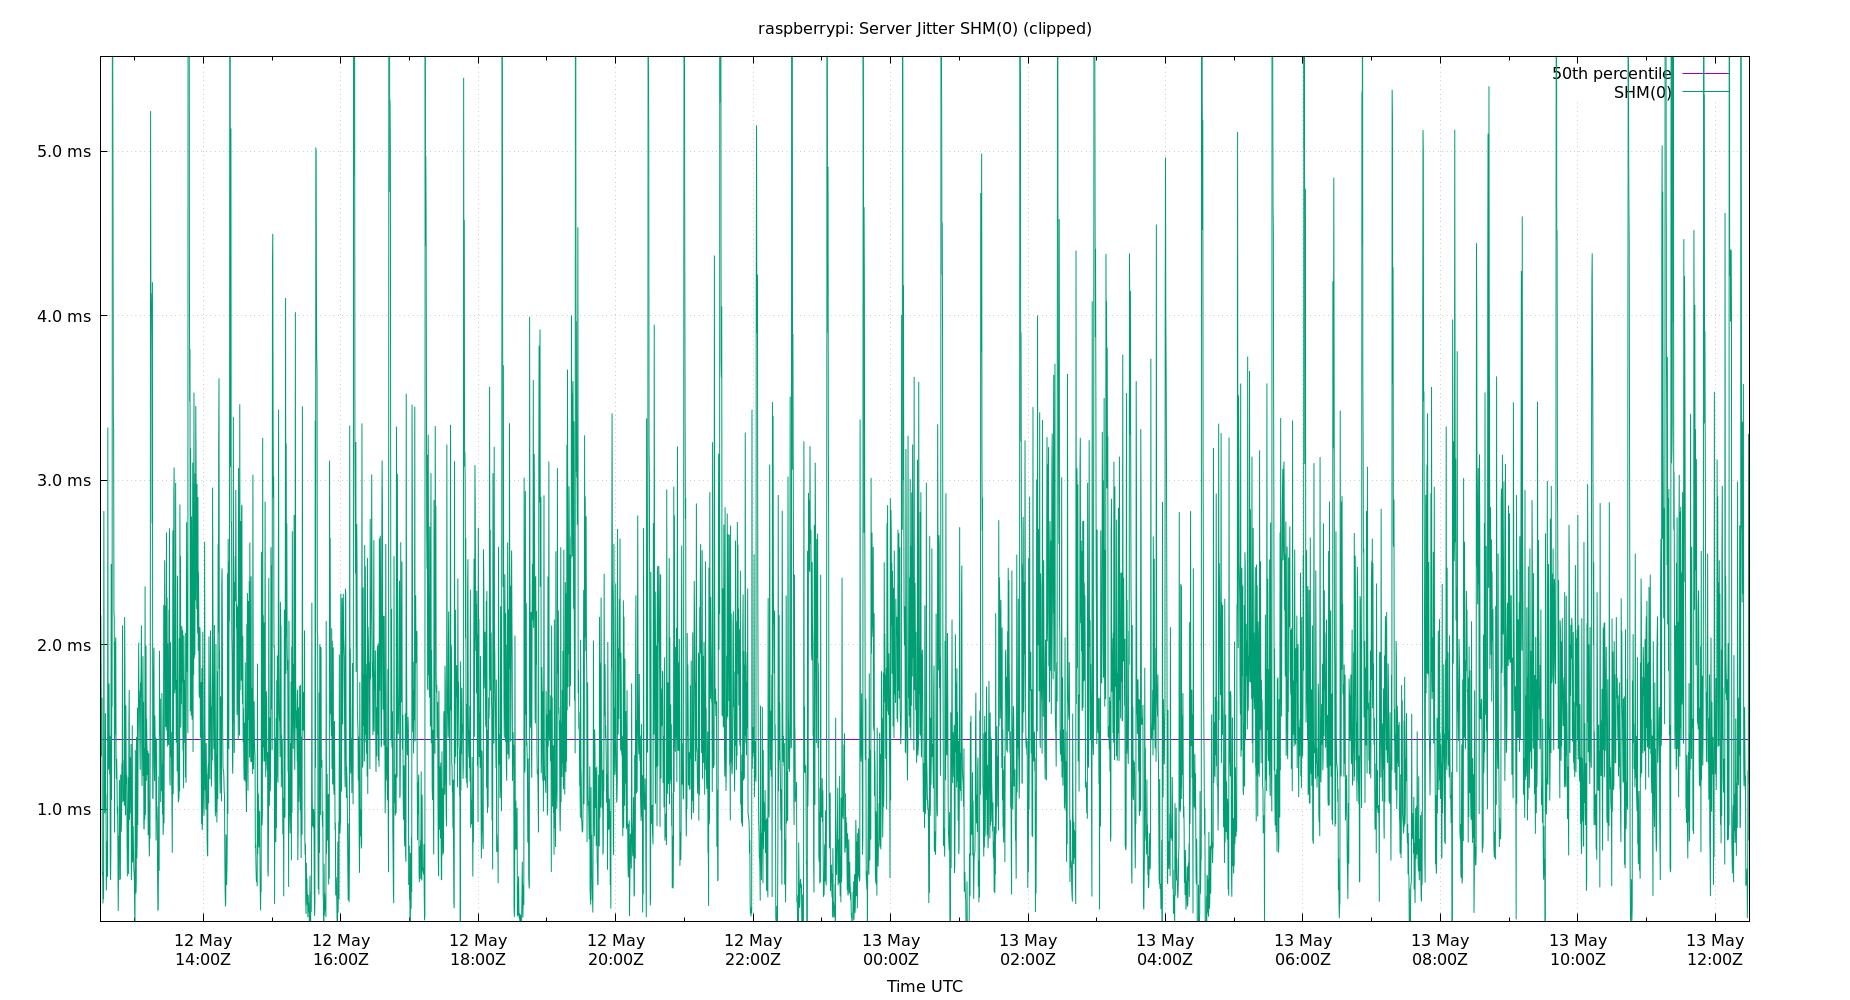 raspberrypi: Server Jitter SHM(0) (clipped)
50th percentile
SHM(0)
5.0 ms
4.0 ms
3.0 ms
2.0 ms
1.0 ms
12 May 12 May 12 May 12 May 12 May 13 May 13 May 13 May 13 May 13 May 13 May 13 May
14:00Z 16:00Z 18:00Z 20:00Z 22:00Z 00:00Z 02:00Z 04:00Z 06:00Z 08:00Z 10:00Z 12:00Z
Time UTC